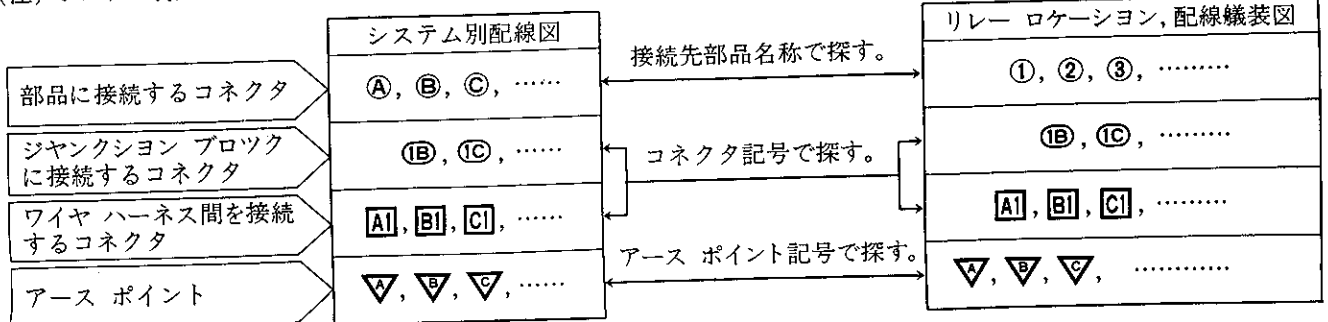 システム別配線図
リレー ロケーション, 配線艤装図
部品に接続するコネクタ
Ⓐ, Ⓑ, Ⓒ, ……
接続先部品名称で探す。
①, ②, ③, ………
ジヤンクシヨン ブロツク
に接続するコネクタ
1B, 1C, ……
コネクタ記号で探す。
1B, 1C, ………
ワイヤ ハーネス間を接続
するコネクタ
A1, B1, C1, ……
A1, B1, C1, ………
アース ポイント
A, B, C, ……
アース ポイント記号で探す。
A, B, C, …………